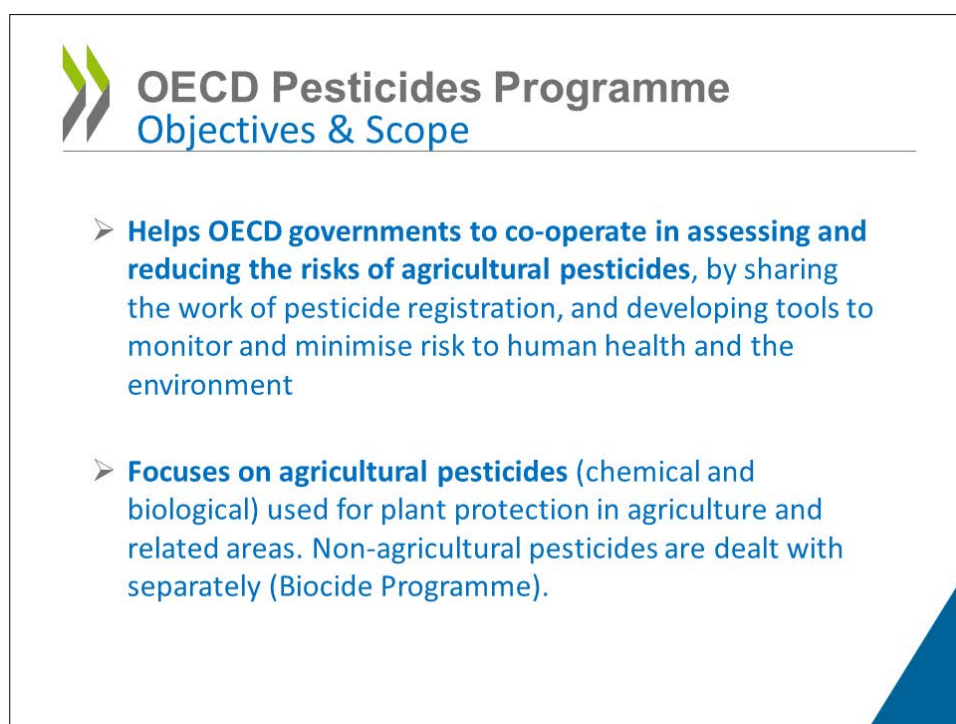 OECD Pesticides Programme
Objectives & Scope
➢ Helps OECD governments to co-operate in assessing and
reducing the risks of agricultural pesticides, by sharing
the work of pesticide registration, and developing tools to
monitor and minimise risk to human health and the
environment
➢ Focuses on agricultural pesticides (chemical and
biological) used for plant protection in agriculture and
related areas. Non-agricultural pesticides are dealt with
separately (Biocide Programme).